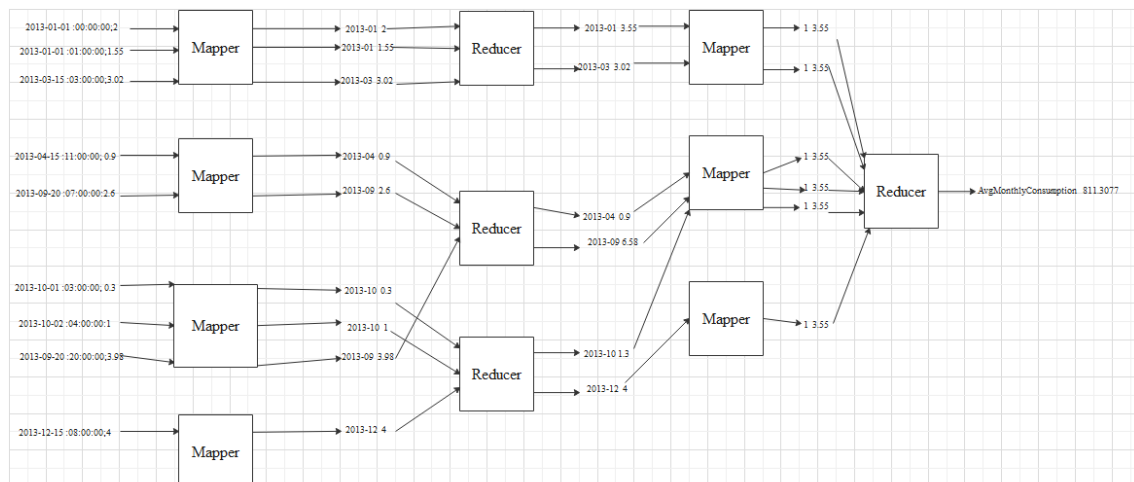 2013-01-01 :00:00:00;2
2013-01-01 :01:00:00;1.55
2013-03-15 :03:00:00;3.02
Mapper
2013-01 2
2013-01 1.55
2013-03 3.02
Reducer
2013-01 3.55
2013-03 3.02
Mapper
1 3.55
1 3.55
2013-04-15 :11:00:00; 0.9
2013-09-20 :07:00:00:2.6
Mapper
2013-04 0.9
2013-09 2.6
Reducer
2013-04 0.9
2013-09 6.58
Mapper
1 3.55
1 3.55
1 3.55
Reducer
AvgMonthlyConsumption 811.3077
2013-10-01 :03:00:00; 0.3
2013-10-02 :04:00:00:1
2013-09-20 :20:00:00;3.98
Mapper
2013-10 0.3
2013-10 1
2013-09 3.98
Reducer
2013-10 1.3
2013-12 4
Mapper
1 3.55
2013-12-15 :08:00:00;4
Mapper
2013-12 4